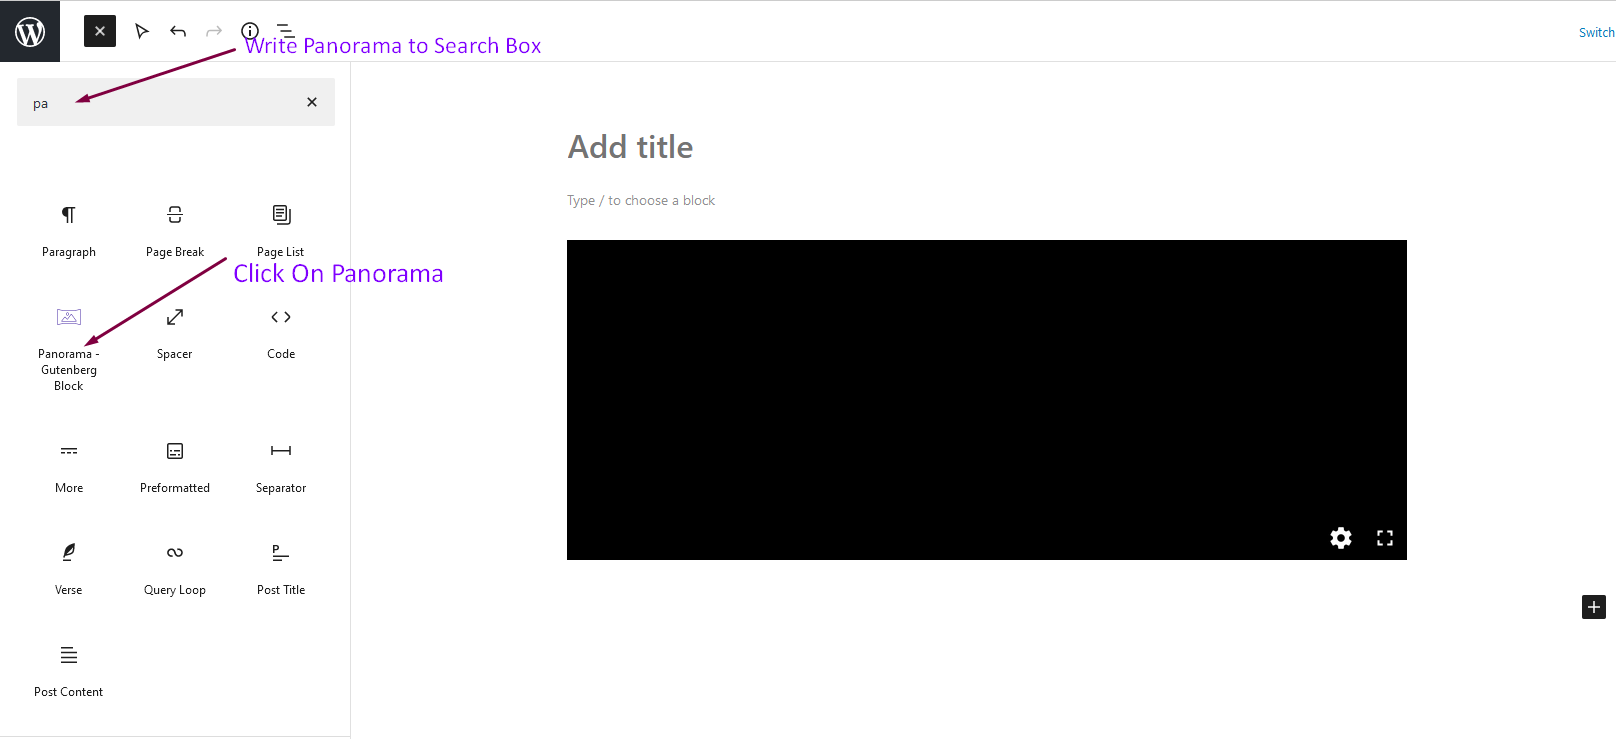 Switch
Write Panorama to Search Box
pa
Add title
Type / to choose a block
Paragraph
Page Break
Page List
Click On Panorama
Panorama -
Gutenberg
Block
Spacer
Code
More
Preformatted
Separator
Verse
Query Loop
Post Title
Post Content